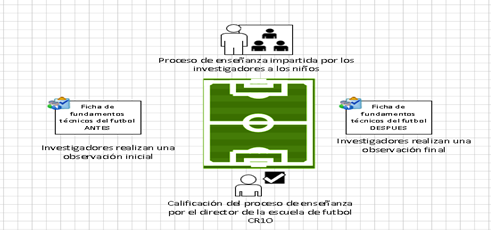 Proceso de enseñanza impartida por los
investigadores a los niños
Ficha de
fundamentos
técnicos del futbol
ANTES
Investigadores realizan una
observación inicial
Ficha de
fundamentos
técnicos del futbol
DESPUES
Investigadores realizan una
observación final
Calificación del proceso de enseñanza
por el director de la escuela de futbol
CR10